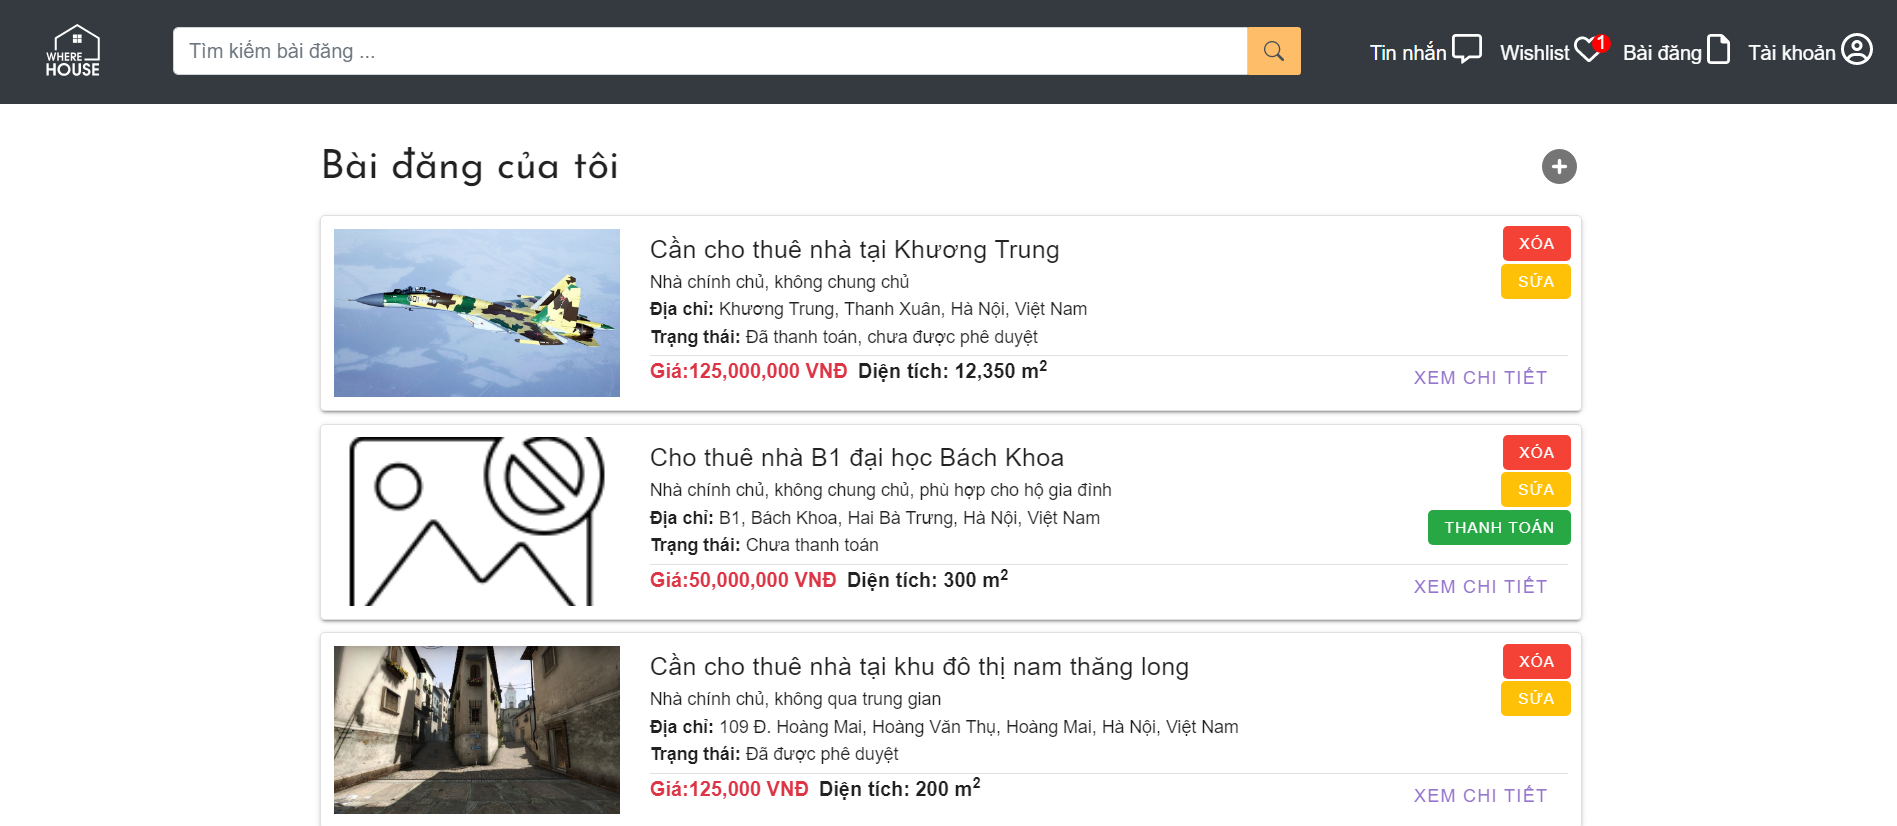 WHERE
HOUSE
Tìm kiếm bài đăng ...
Tin nhắn
Wishlist
1
Bài đăng
Tài khoản
Bài đăng của tôi
Cần cho thuê nhà tại Khương Trung
Nhà chính chủ, không chung chủ
Địa chỉ: Khương Trung, Thanh Xuân, Hà Nội, Việt Nam
Trạng thái: Đã thanh toán, chưa được phê duyệt
Giá:125,000,000 VNĐ Diện tích: 12,350 m²
XÓA
SỬA
XEM CHI TIẾT
Cho thuê nhà B1 đại học Bách Khoa
Nhà chính chủ, không chung chủ, phù hợp cho hộ gia đình
Địa chỉ: B1, Bách Khoa, Hai Bà Trưng, Hà Nội, Việt Nam
Trạng thái: Chưa thanh toán
Giá:50,000,000 VNĐ Diện tích: 300 m²
XÓA
SỬA
THANH TOÁN
XEM CHI TIẾT
Cần cho thuê nhà tại khu đô thị nam thăng long
Nhà chính chủ, không qua trung gian
Địa chỉ: 109 Đ. Hoàng Mai, Hoàng Văn Thụ, Hoàng Mai, Hà Nội, Việt Nam
Trạng thái: Đã được phê duyệt
Giá:125,000 VNĐ Diện tích: 200 m²
XÓA
SỬA
XEM CHI TIẾT